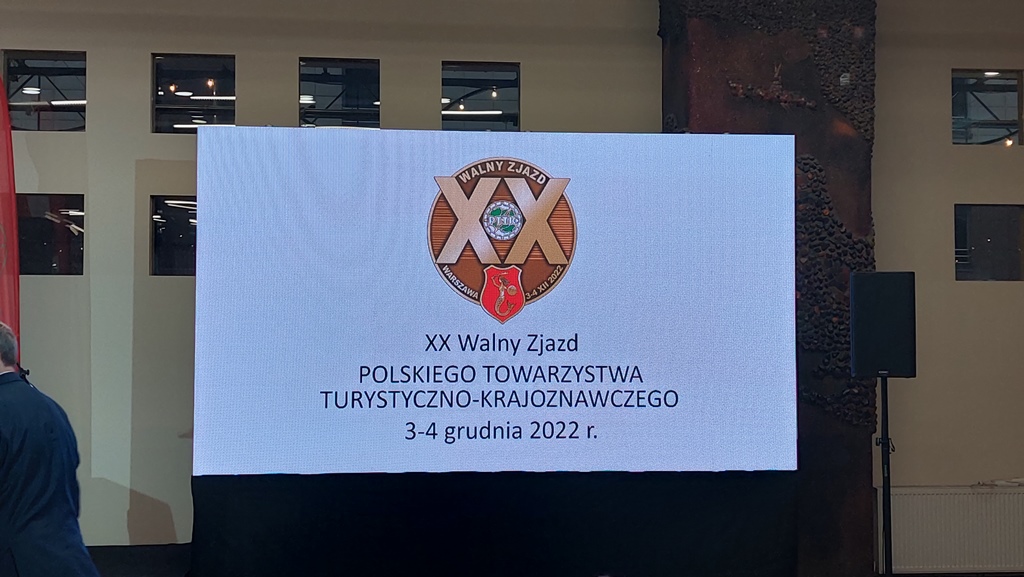 WALNY ZJAZD
XX
PTTK
WARSZAWA
3-4 XII 2022
XX Walny Zjazd
POLSKIEGO TOWARZYSTWA
TURYSTYCZNO-KRAJOZNAWCZEGO
3-4 grudnia 2022 r.